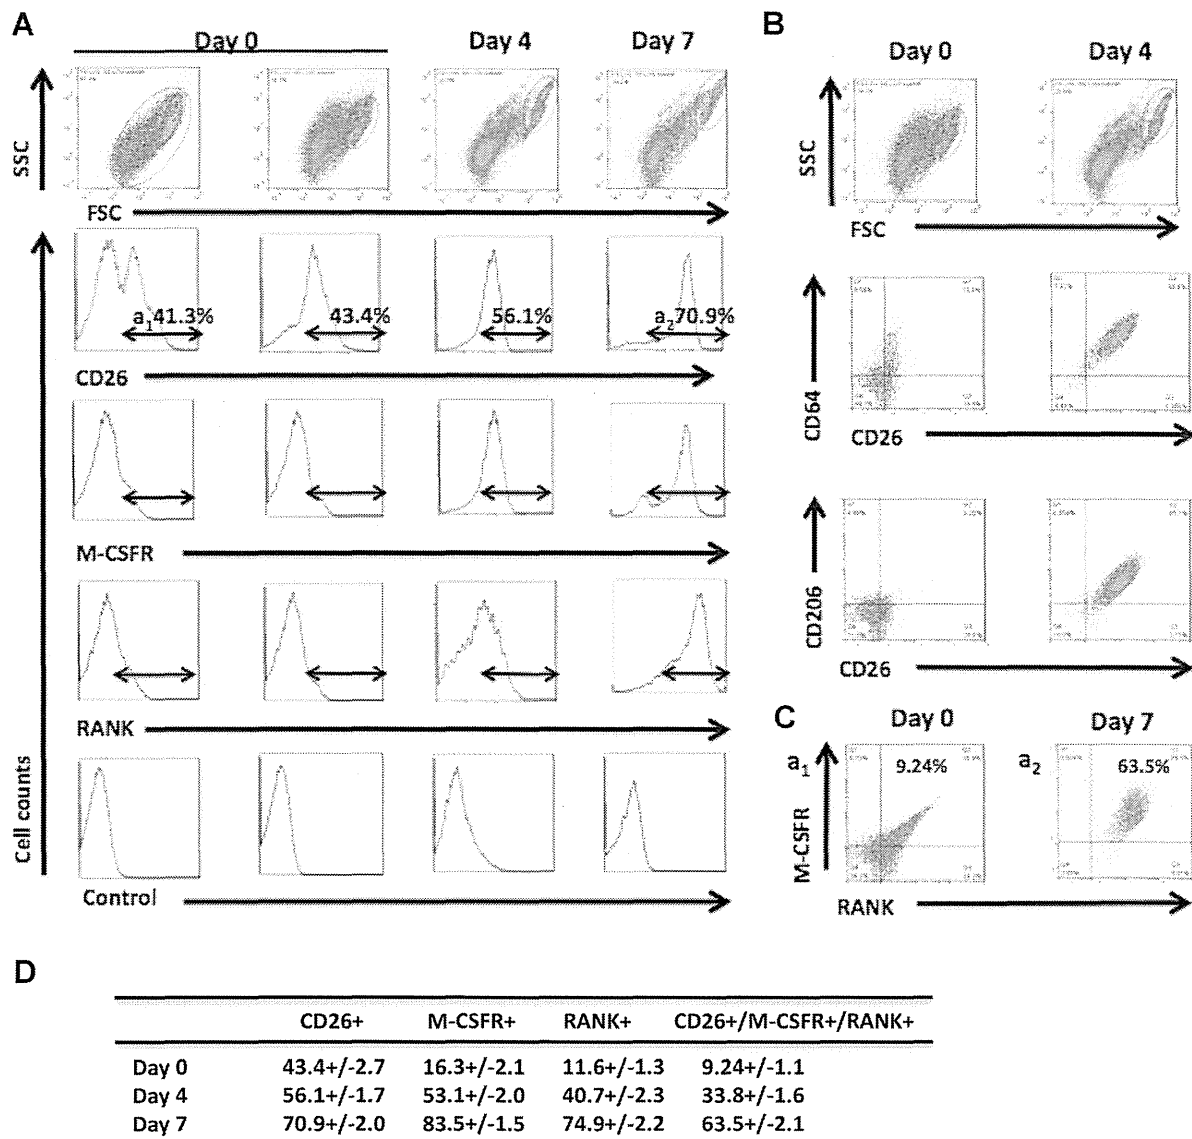 A
Day 0
Day 4
Day 7
SSC
FSC
a1 41.3%
43.4%
56.1%
a2 70.9%
CD26
M-CSFR
RANK
Cell counts
Control
B
Day 0
Day 4
SSC
FSC
CD64
CD26
CD206
CD26
C
Day 0
Day 7
a1
9.24%
a2
63.5%
M-CSFR
RANK
D
CD26+ M-CSFR+ RANK+ CD26+/M-CSFR+/RANK+
Day 0 43.4+/-2.7 16.3+/-2.1 11.6+/-1.3 9.24+/-1.1
Day 4 56.1+/-1.7 53.1+/-2.0 40.7+/-2.3 33.8+/-1.6
Day 7 70.9+/-2.0 83.5+/-1.5 74.9+/-2.2 63.5+/-2.1